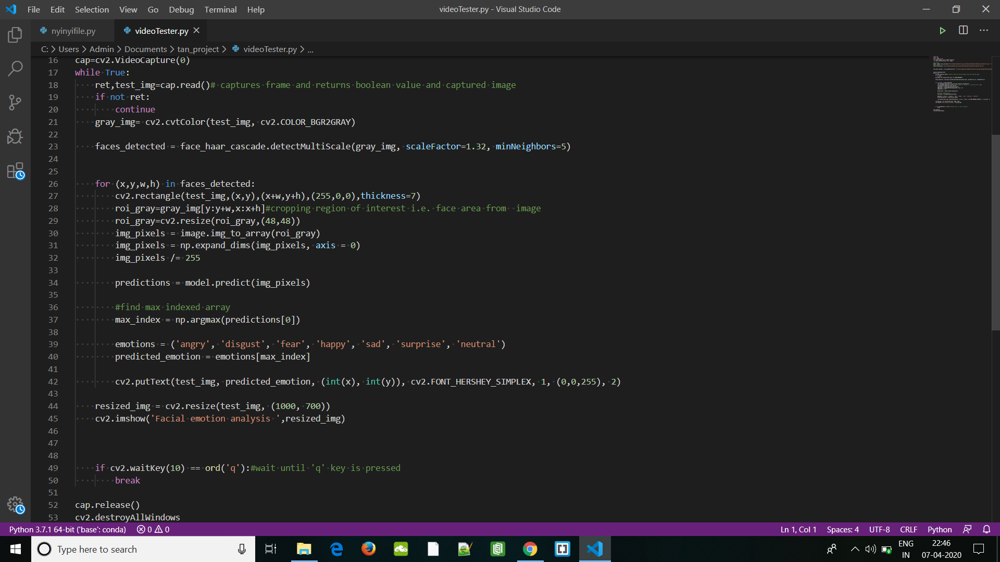 File Edit Selection View Go Debug Terminal Help
videoTester.py - Visual Studio Code
nyinyifile.py
videoTester.py
C: > Users > Admin > Documents > tan_project > videoTester.py > ...
16 cap=cv2.VideoCapture(0)
17 while True:
18     ret,test_img=cap.read()# captures frame and returns boolean value and captured image
19     if not ret:
20         continue
21     gray_img= cv2.cvtColor(test_img, cv2.COLOR_BGR2GRAY)
22
23     faces_detected = face_haar_cascade.detectMultiScale(gray_img, scaleFactor=1.32, minNeighbors=5)
24
25
26     for (x,y,w,h) in faces_detected:
27         cv2.rectangle(test_img,(x,y),(x+w,y+h),(255,0,0),thickness=7)
28         roi_gray=gray_img[y:y+w,x:x+h]#cropping region of interest i.e. face area from  image
29         roi_gray=cv2.resize(roi_gray,(48,48))
30         img_pixels = image.img_to_array(roi_gray)
31         img_pixels = np.expand_dims(img_pixels, axis = 0)
32         img_pixels /= 255
33
34         predictions = model.predict(img_pixels)
35
36         #find max indexed array
37         max_index = np.argmax(predictions[0])
38
39         emotions = ('angry', 'disgust', 'fear', 'happy', 'sad', 'surprise', 'neutral')
40         predicted_emotion = emotions[max_index]
41
42         cv2.putText(test_img, predicted_emotion, (int(x), int(y)), cv2.FONT_HERSHEY_SIMPLEX, 1, (0,0,255), 2)
43
44     resized_img = cv2.resize(test_img, (1000, 700))
45     cv2.imshow('Facial emotion analysis ',resized_img)
46
47
48
49     if cv2.waitKey(10) == ord('q'):#wait until 'q' key is pressed
50         break
51
52 cap.release()
53 cv2.destroyAllWindows
Python 3.7.1 64-bit ('base': conda) 0 0
Ln 1, Col 1 Spaces: 4 UTF-8 CRLF Python
Type here to search
ENG
IN
22:46
07-04-2020